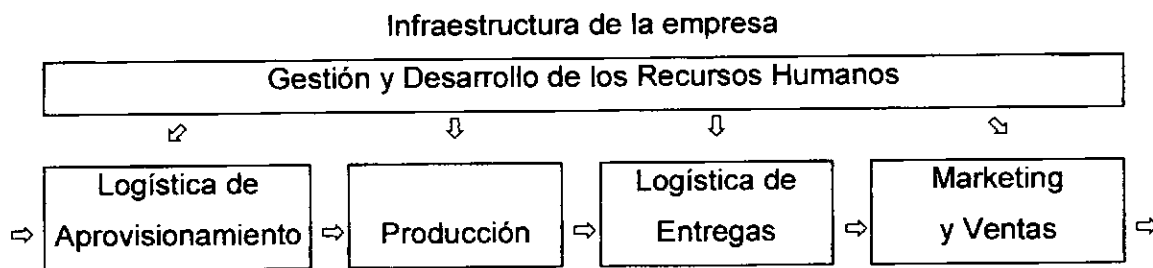 Infraestructura de la empresa
Gestión y Desarrollo de los Recursos Humanos
Logística de
Aprovisionamiento
Producción
Logística de
Entregas
Marketing
y Ventas